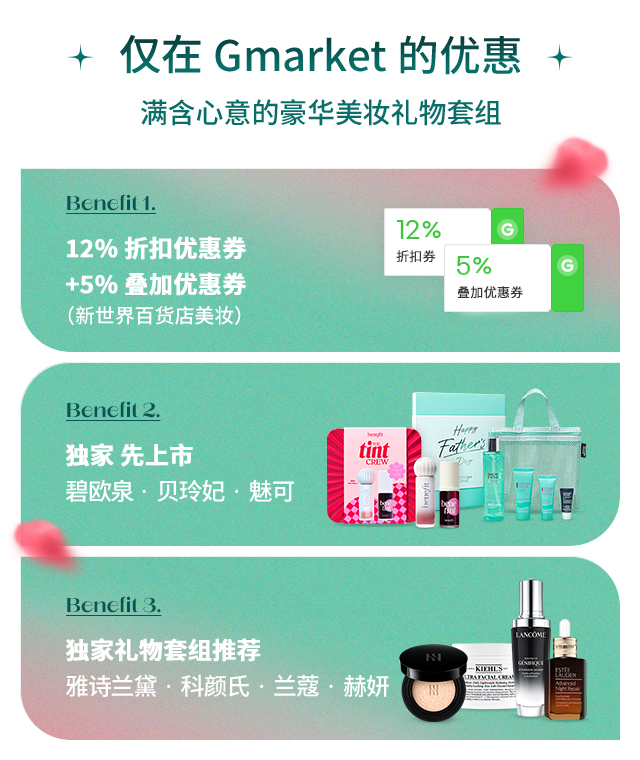 仅在 Gmarket 的优惠
满含心意的豪华美妆礼物套组
Benefit 1.
12% 折扣优惠券
+5% 叠加优惠券
（新世界百货店美妆）
12%
折扣券
G
5%
叠加优惠券
G
Benefit 2.
独家 先上市
碧欧泉 · 贝玲妃 · 魅可
benefit
THE
tint
CREW
Happy
Father's
Day
benefit
bene
tint
Benefit 3.
独家礼物套组推荐
雅诗兰黛 · 科颜氏 · 兰蔻 · 赫妍
KIEHL'S
ULTRA FACIAL CREAM
LANCÔME
GÉNIFIQUE
ESTÉE
LAUDER
Advanced
Night Repair